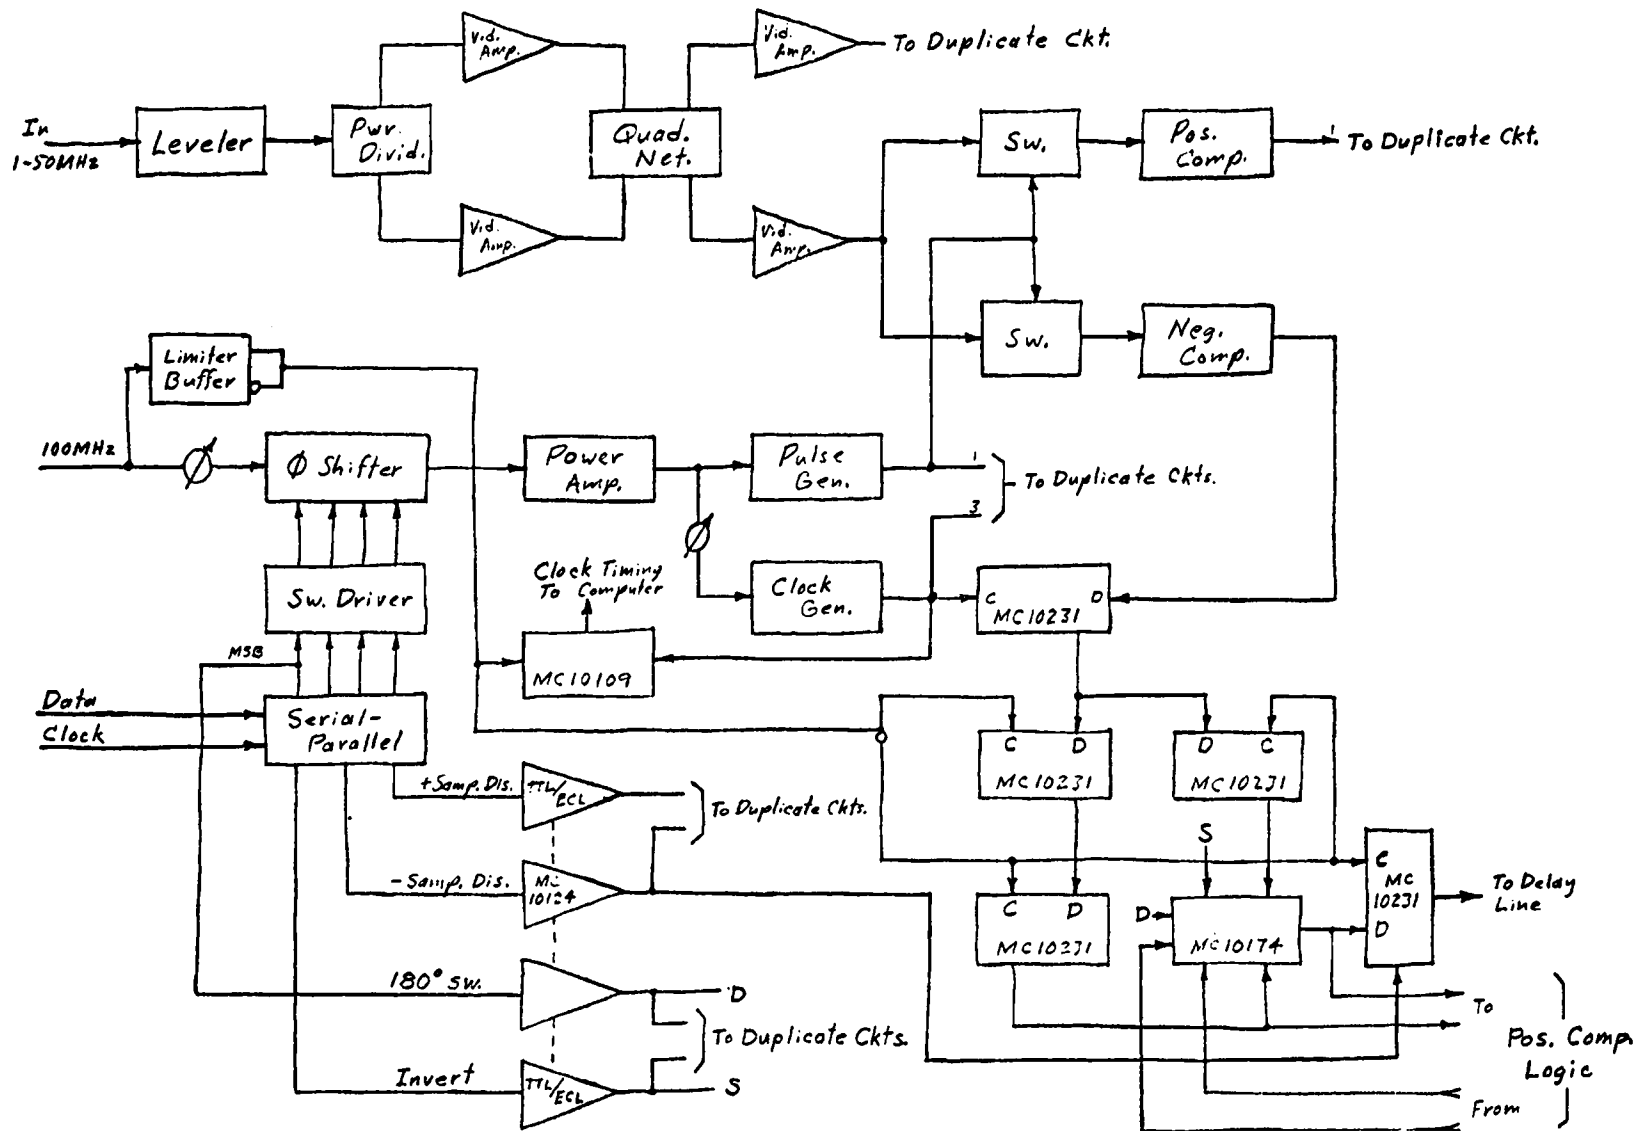 Vid.
Amp.
Vid.
Amp.
To Duplicate Ckt.
In
1-50MHz
Leveler
Pwr.
Divid.
Quad.
Net.
Sw.
Pos.
Comp.
1
To Duplicate Ckt.
Vid.
Amp.
Vid.
Amp.
Sw.
Neg.
Comp.
Limiter
Buffer
100MHz
Ø Shifter
Power
Amp.
Pulse
Gen.
1
3
To Duplicate Ckts.
Sw. Driver
Clock Timing
To Computer
Clock
Gen.
C D
MC10231
MSB
MC10109
Data
Clock
Serial-
Parallel
C D
MC10231
D C
MC10231
+Samp. Dis.
TTL/
ECL
To Duplicate Ckts.
S
-Samp. Dis.
MC
10124
C D
MC10231
D
MC10174
C
MC
10231
D
To Delay
Line
180° Sw.
D
To Duplicate Ckts.
Invert
TTL/
ECL
S
To
Pos. Comp.
Logic
From